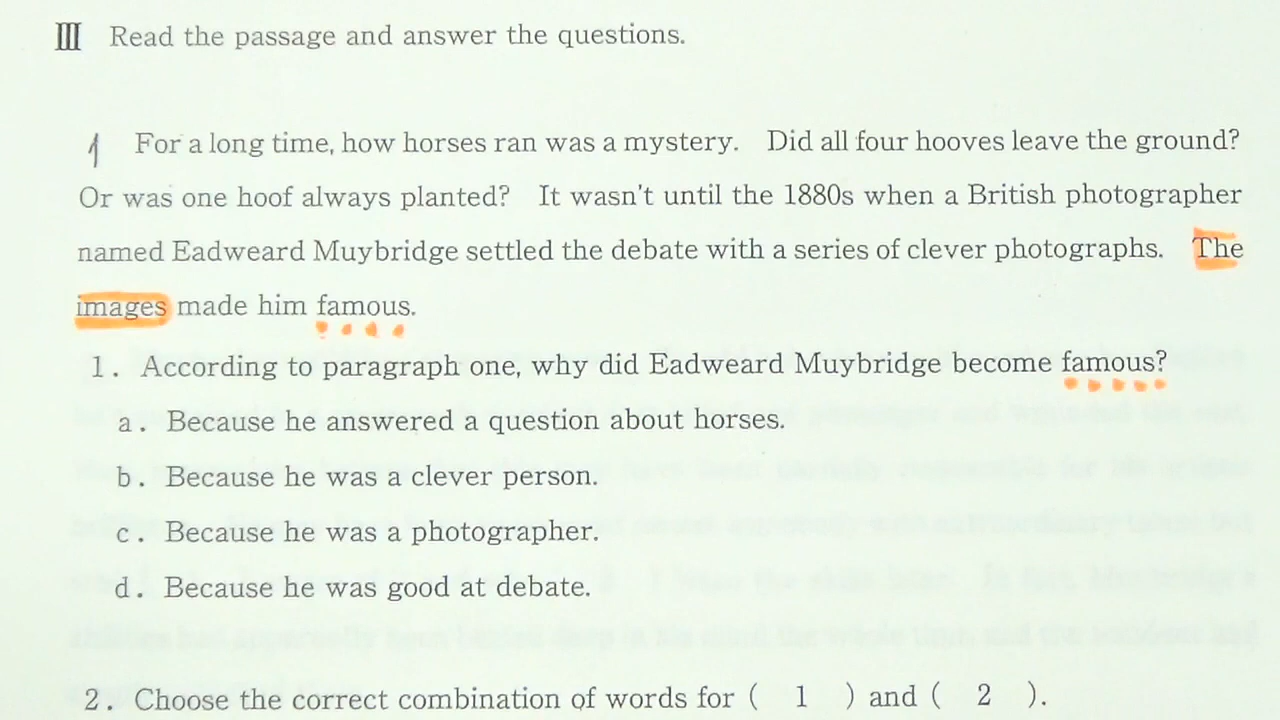 Ⅲ Read the passage and answer the questions.
1 For a long time, how horses ran was a mystery. Did all four hooves leave the ground?
Or was one hoof always planted? It wasn't until the 1880s when a British photographer
named Eadweard Muybridge settled the debate with a series of clever photographs. The
images made him famous.
1. According to paragraph one, why did Eadweard Muybridge become famous?
a. Because he answered a question about horses.
b. Because he was a clever person.
c. Because he was a photographer.
d. Because he was good at debate.
2. Choose the correct combination of words for ( 1 ) and ( 2 ).